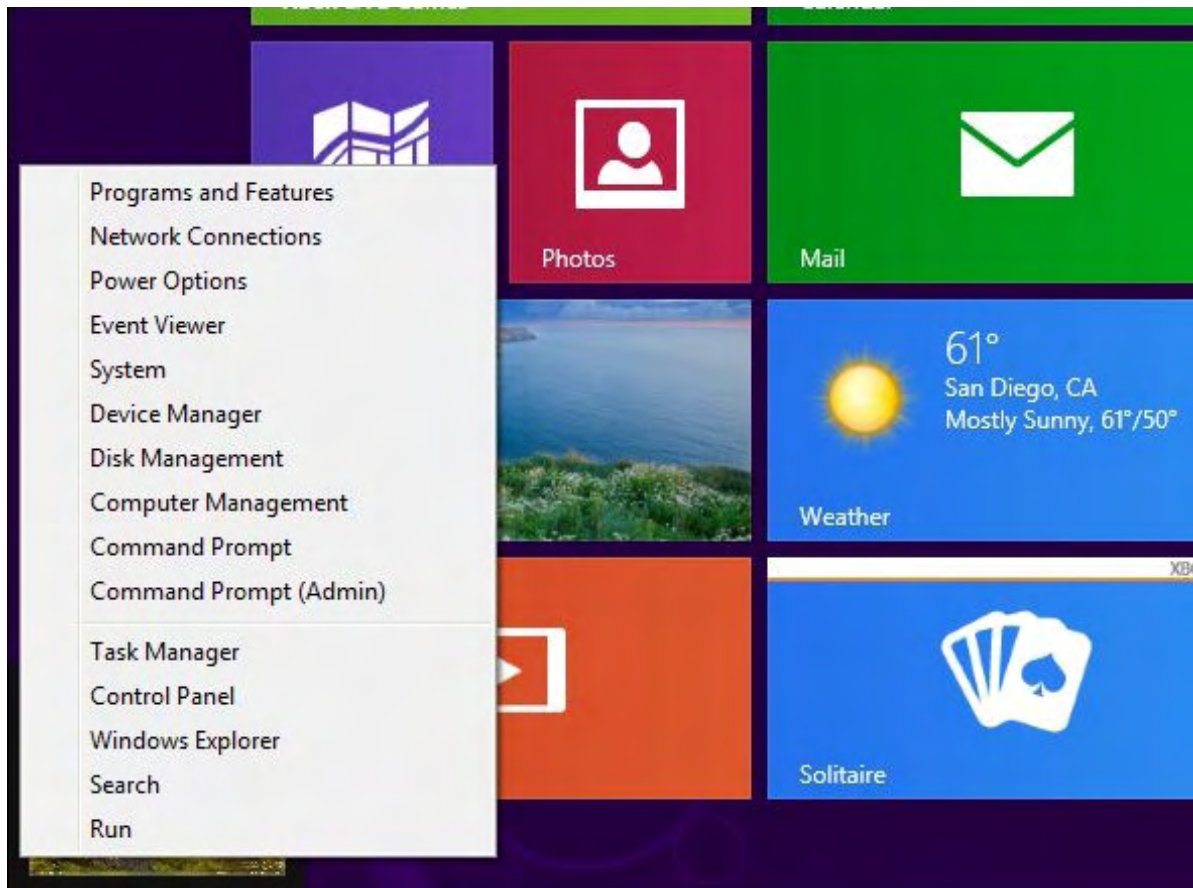 Programs and Features
Network Connections
Power Options
Event Viewer
System
Device Manager
Disk Management
Computer Management
Command Prompt
Command Prompt (Admin)
Task Manager
Control Panel
Windows Explorer
Search
Run
Photos
Mail
61°
San Diego, CA
Mostly Sunny, 61°/50°
Weather
Solitaire